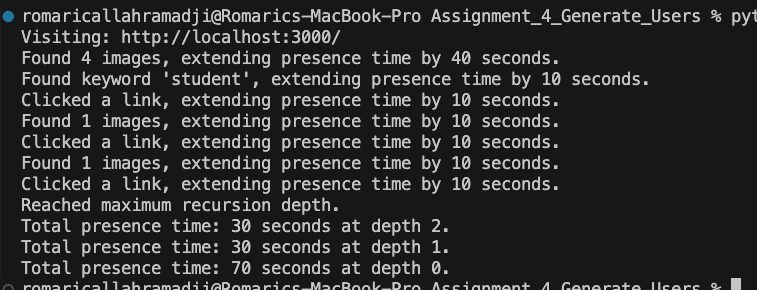 romaricallahramadji@Romarics-MacBook-Pro Assignment_4_Generate_Users % pyt
Visiting: http://localhost:3000/
Found 4 images, extending presence time by 40 seconds.
Found keyword 'student', extending presence time by 10 seconds.
Clicked a link, extending presence time by 10 seconds.
Found 1 images, extending presence time by 10 seconds.
Clicked a link, extending presence time by 10 seconds.
Found 1 images, extending presence time by 10 seconds.
Clicked a link, extending presence time by 10 seconds.
Reached maximum recursion depth.
Total presence time: 30 seconds at depth 2.
Total presence time: 30 seconds at depth 1.
Total presence time: 70 seconds at depth 0.
romaricallahramadji@Romarics-MacBook-Pro Assignment_4_Generate_Users %